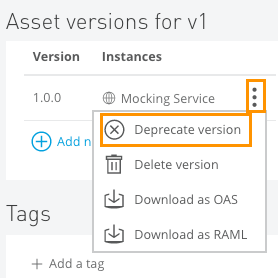 Asset versions for v1
Version Instances
1.0.0 Mocking Service
Deprecate version
Add n
Delete version
Download as OAS
Tags
Download as RAML
Add a tag